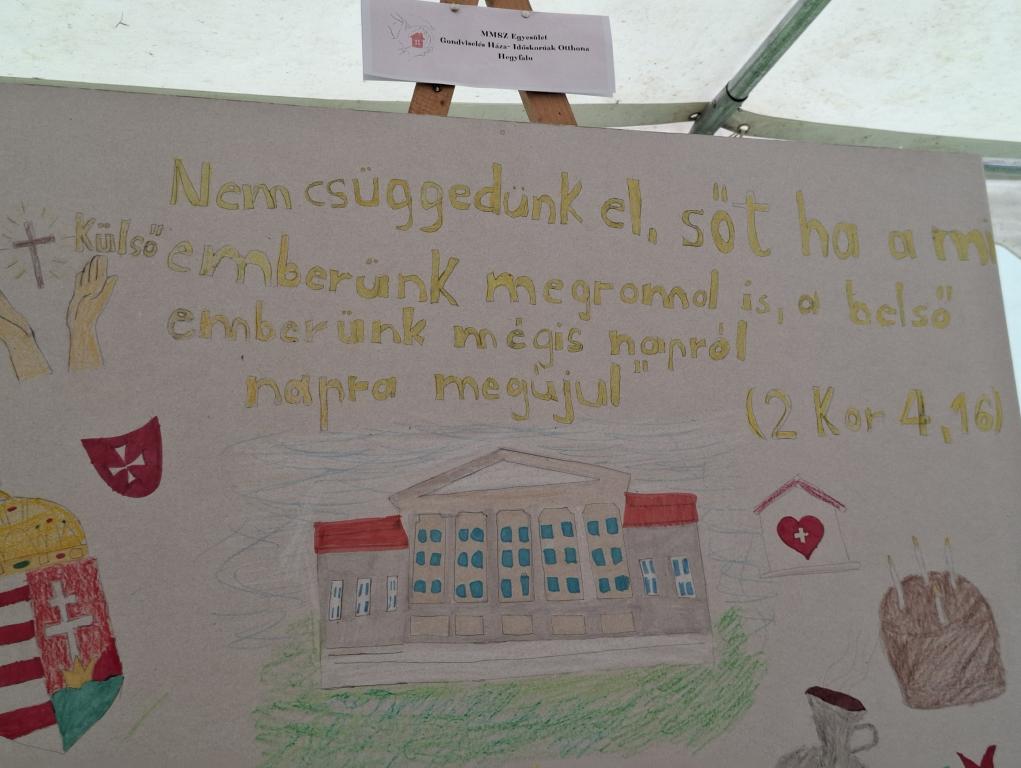 MMSZ Egyesület
Gondviselés Háza- Időskorúak Otthona
Hegyfalu
Nem csüggedünk el, sőt ha a mi
Külső emberünk megromol is, a belső
emberünk mégis napról
napra megújul"
(2 Kor 4,16)